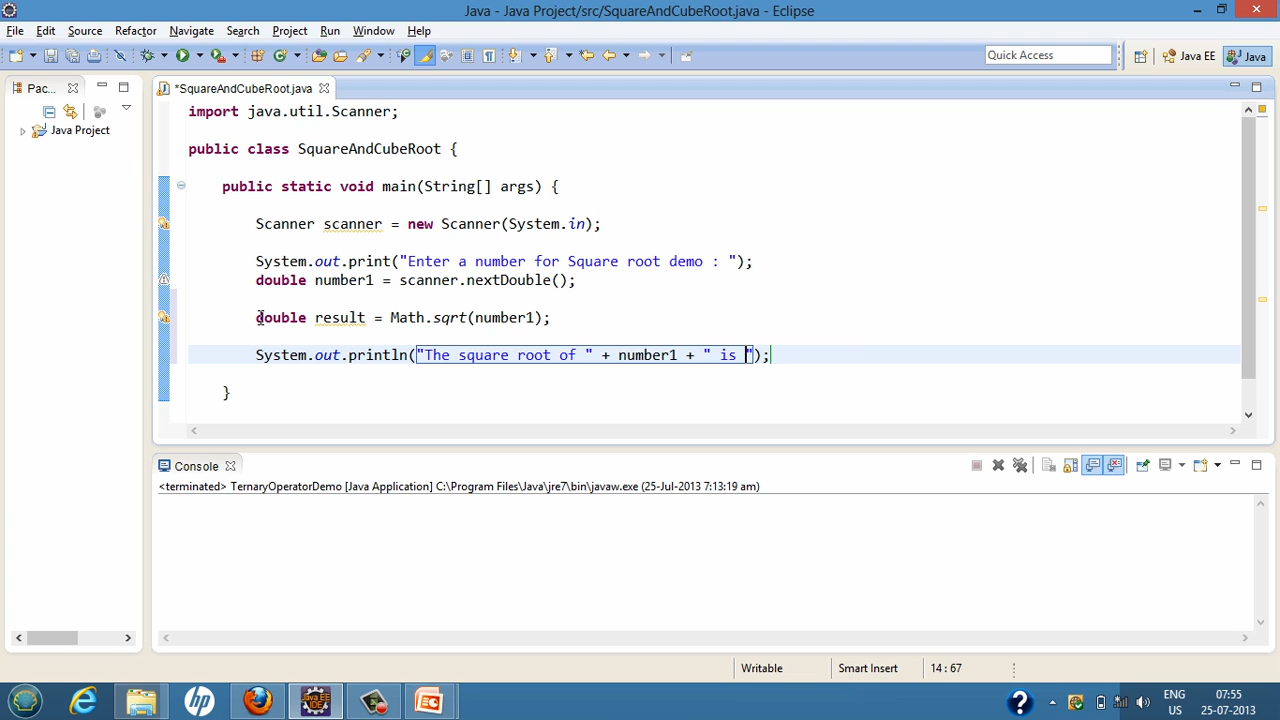 Java - Java Project/src/SquareAndCubeRoot.java - Eclipse
File Edit Source Refactor Navigate Search Project Run Window Help
Quick Access
Java EE
Java
Pac...
*SquareAndCubeRoot.java
Java Project
import java.util.Scanner;
public class SquareAndCubeRoot {
public static void main(String[] args) {
Scanner scanner = new Scanner(System.in);
System.out.print("Enter a number for Square root demo : ");
double number1 = scanner.nextDouble();
double result = Math.sqrt(number1);
System.out.println("The square root of " + number1 + " is ");
}
Console
<terminated> TernaryOperatorDemo [Java Application] C:\Program Files\Java\jre7\bin\javaw.exe (25-Jul-2013 7:13:19 am)
Writable
Smart Insert
14 : 67
hp
Java EE
IDE
ENG
US
07:55
25-07-2013